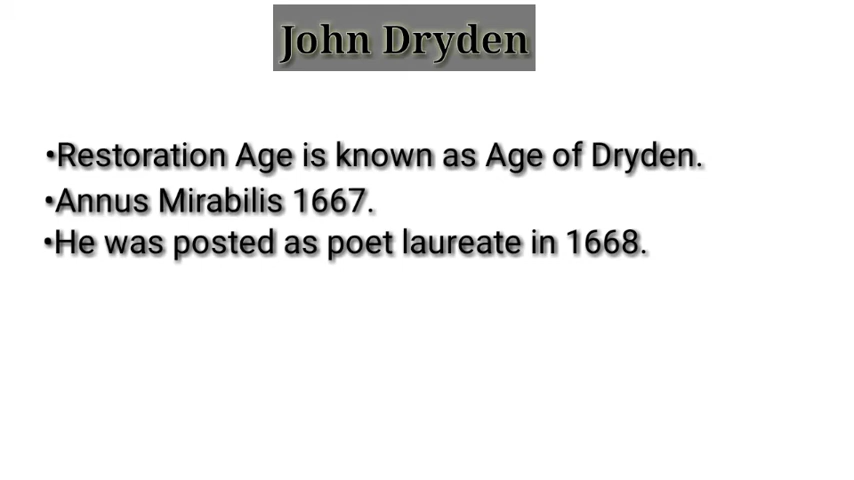 John Dryden
•Restoration Age is known as Age of Dryden.
•Annus Mirabilis 1667.
•He was posted as poet laureate in 1668.